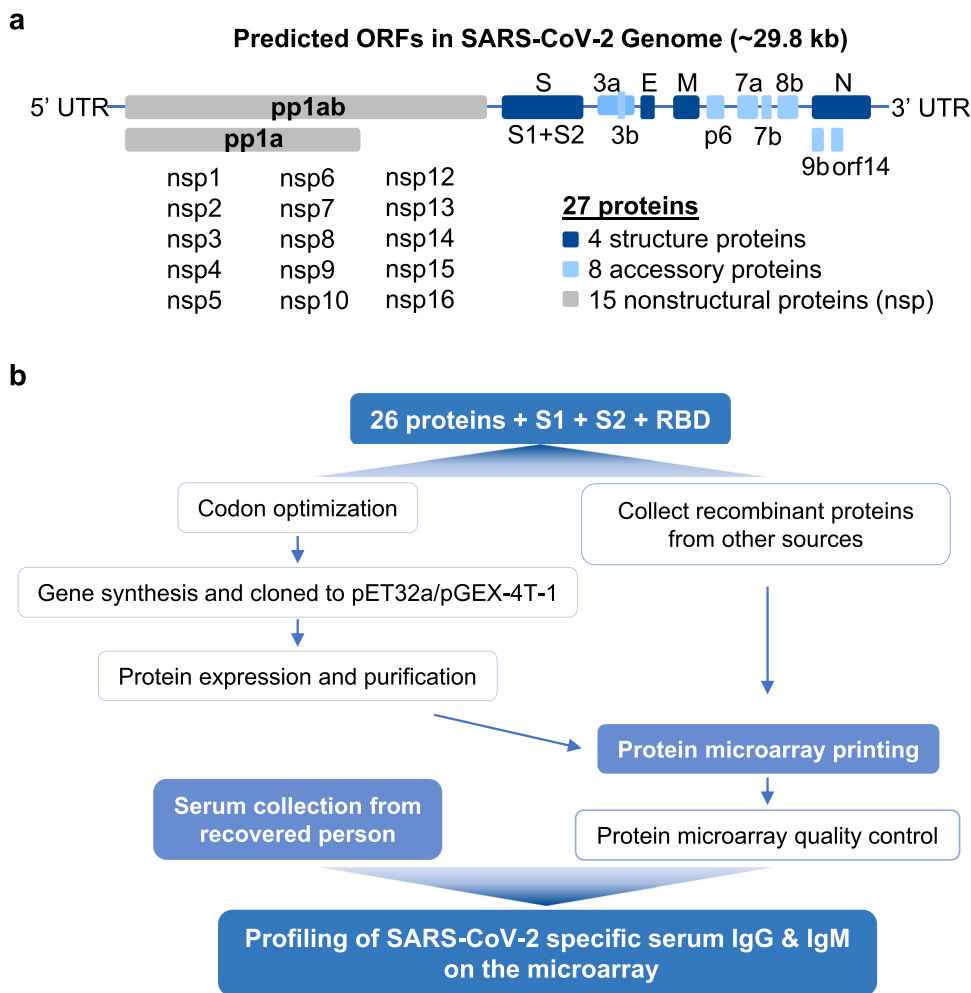 a
Predicted ORFs in SARS-CoV-2 Genome (~29.8 kb)
S 3a E M 7a 8b N
5' UTR pp1ab 3' UTR
pp1a S1+S2 3b p6 7b
9b orf14
nsp1 nsp6 nsp12
nsp2 nsp7 nsp13
nsp3 nsp8 nsp14
nsp4 nsp9 nsp15
nsp5 nsp10 nsp16
27 proteins
4 structure proteins
8 accessory proteins
15 nonstructural proteins (nsp)
b
26 proteins + S1 + S2 + RBD
Codon optimization
Gene synthesis and cloned to pET32a/pGEX-4T-1
Protein expression and purification
Collect recombinant proteins
from other sources
Protein microarray printing
Protein microarray quality control
Serum collection from
recovered person
Profiling of SARS-CoV-2 specific serum IgG & IgM
on the microarray